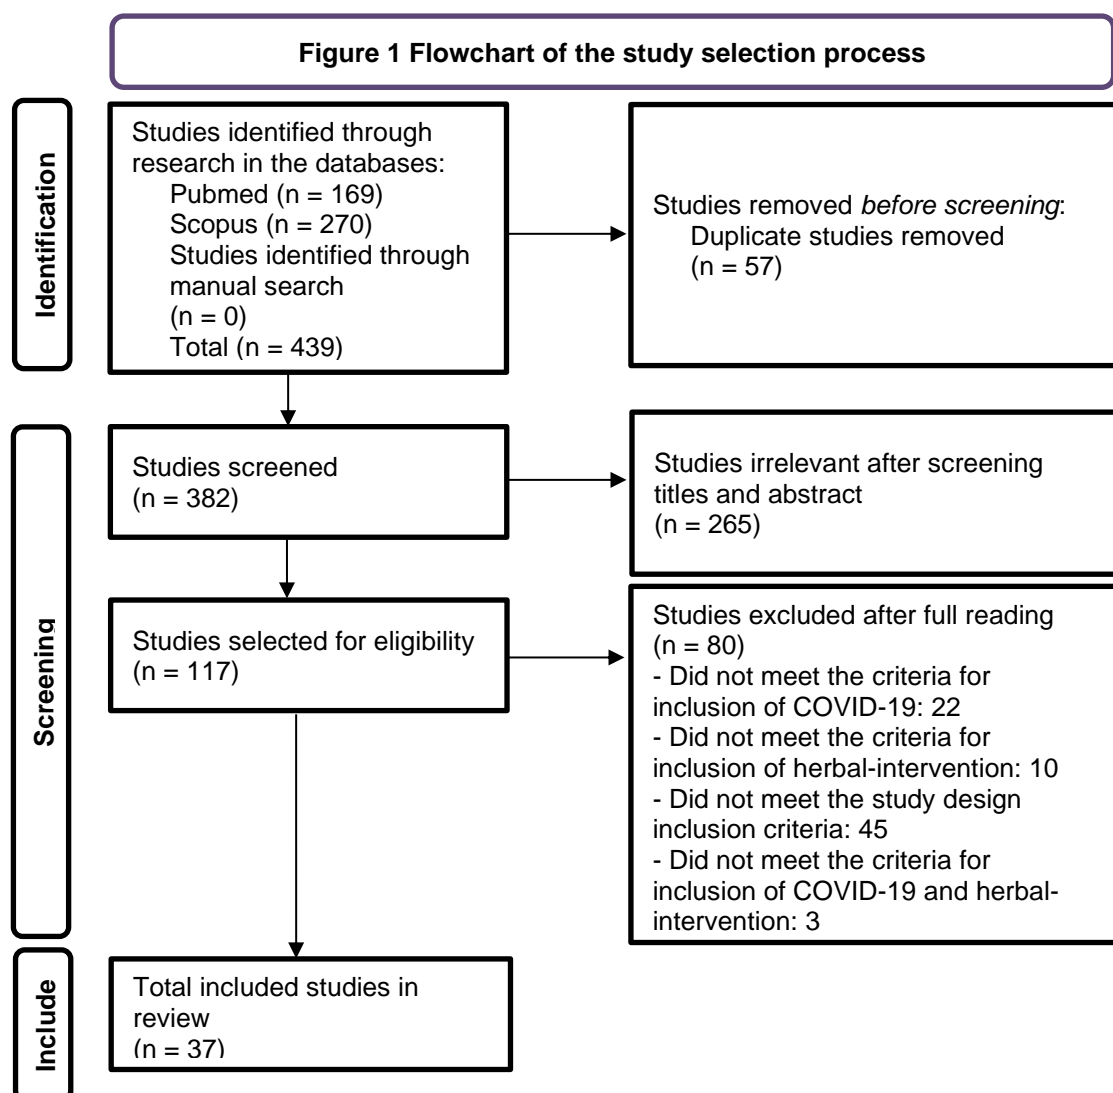 Figure 1 Flowchart of the study selection process
Identification
Studies identified through
research in the databases:
Pubmed (n = 169)
Scopus (n = 270)
Studies identified through
manual search
(n = 0)
Total (n = 439)
Studies removed before screening:
Duplicate studies removed
(n = 57)
Screening
Studies screened
(n = 382)
Studies irrelevant after screening
titles and abstract
(n = 265)
Studies selected for eligibility
(n = 117)
Studies excluded after full reading
(n = 80)
- Did not meet the criteria for
inclusion of COVID-19: 22
- Did not meet the criteria for
inclusion of herbal-intervention: 10
- Did not meet the study design
inclusion criteria: 45
- Did not meet the criteria for
inclusion of COVID-19 and herbal-
intervention: 3
Include
Total included studies in
review
(n = 37)